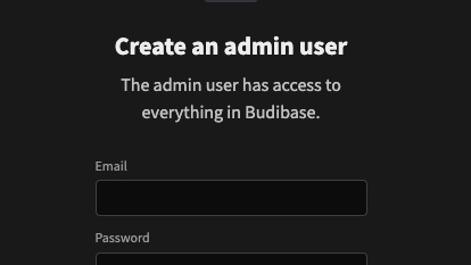 Create an admin user
The admin user has access to
everything in Budibase.
Email
Password